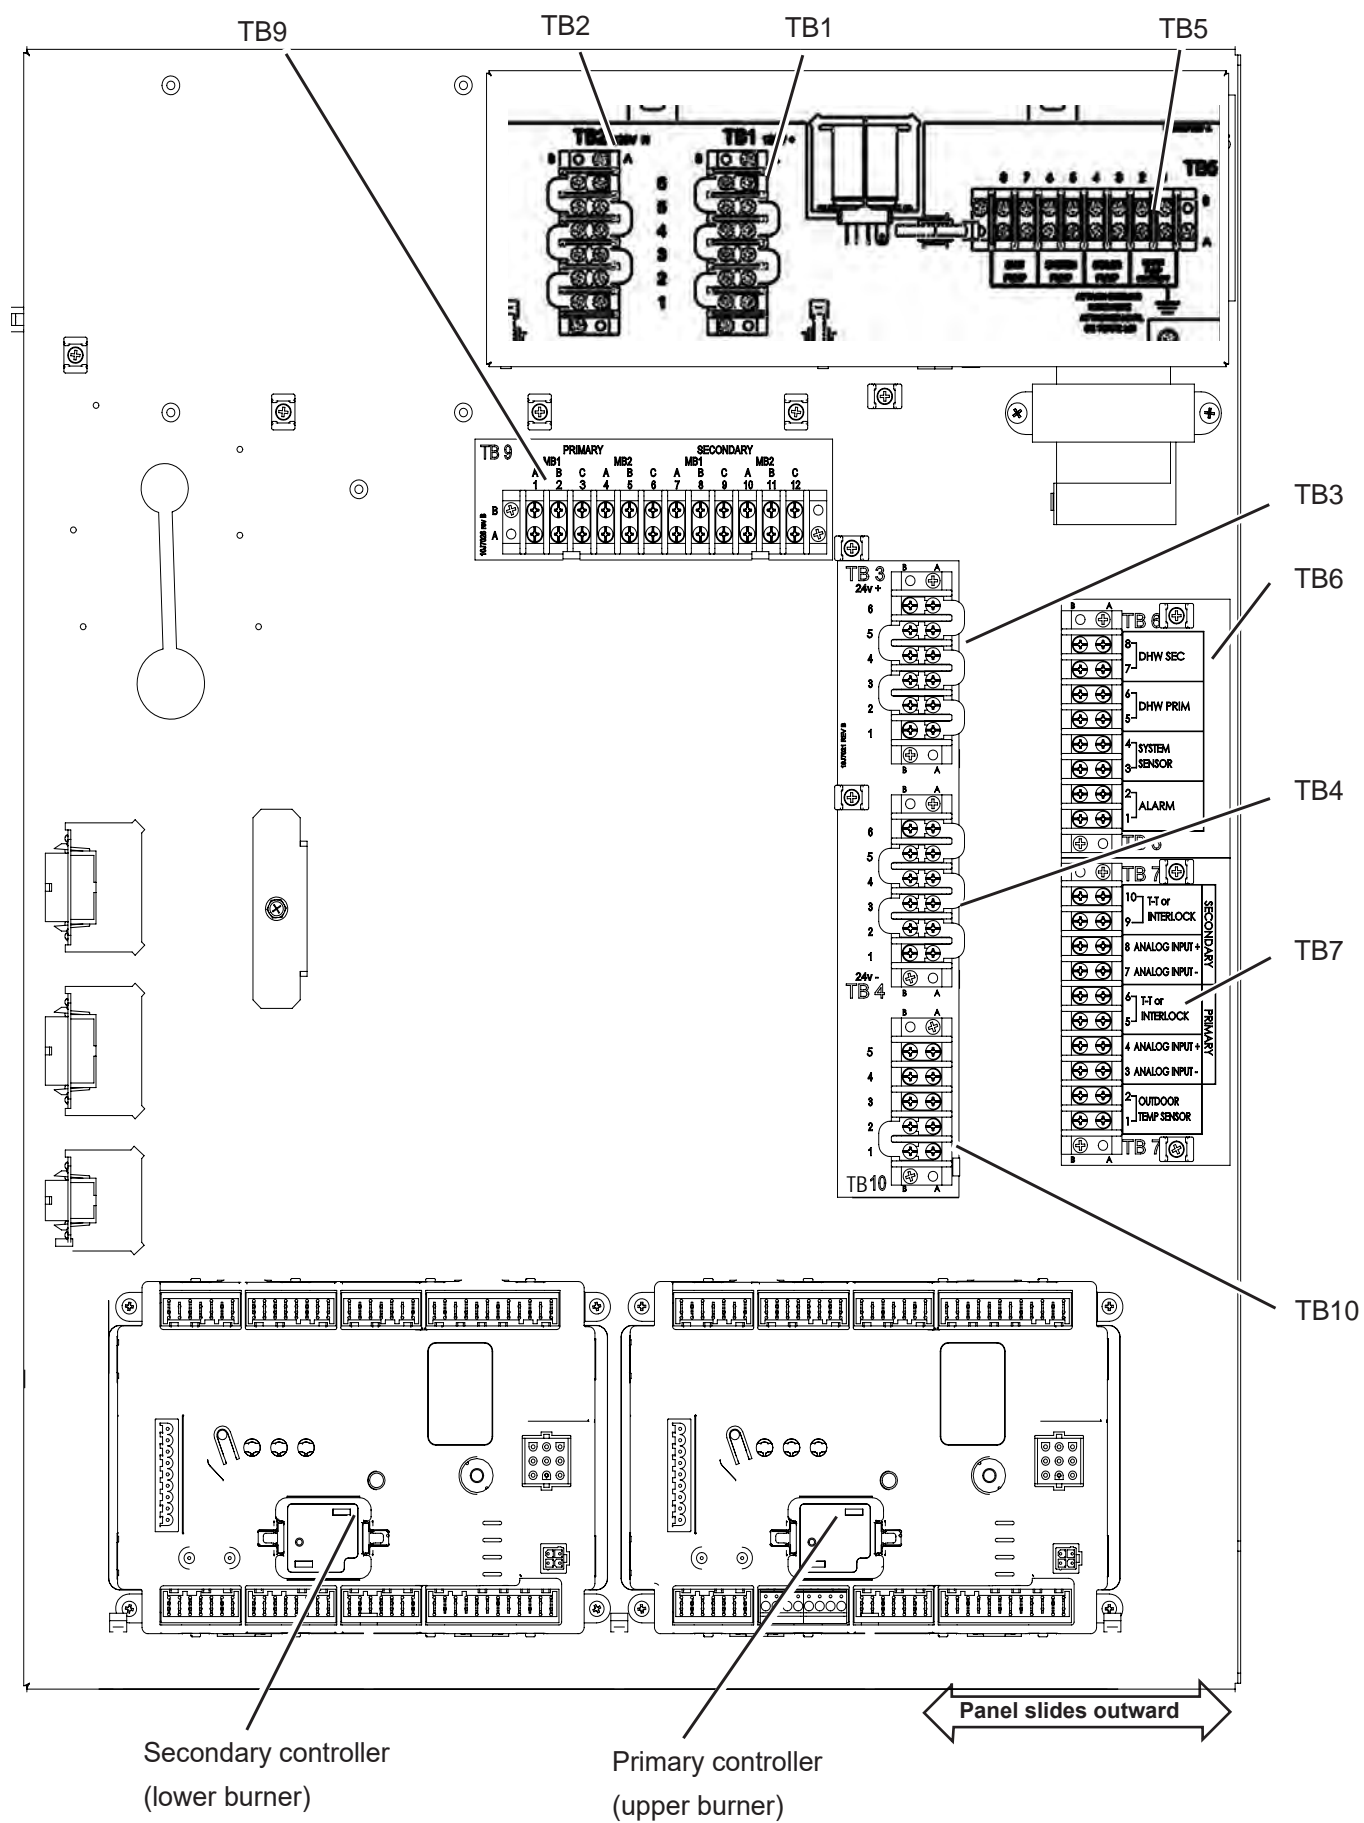 TB9
TB2
TB1
TB5
TB2
TB1
B
A
B
6
5
4
3
2
1
8 7 6 5 4 3 2
TB5
B
A
TB 9
PRIMARY
SECONDARY
MB1 MB2 MB1 MB2
A B C A B C A B C A B C
1 2 3 4 5 6 7 8 9 10 11 12
B
A
TB3
TB 3
24v +
B A
6
5
4
3
2
1
B A
TB6
B A
TB 6
8
DHW SEC
7
6
DHW PRIM
5
4
SYSTEM
SENSOR
3
2
ALARM
1
TB4
B A
6
5
4
3
2
1
24v -
TB 4
B A
TB 7
10
T-T or
INTERLOCK
9
8 ANALOG INPUT +
7 ANALOG INPUT -
SECONDARY
TB7
6
T-T or
INTERLOCK
5
4 ANALOG INPUT +
3 ANALOG INPUT -
PRIMARY
2
OUTDOOR
TEMP SENSOR
1
TB 7
B A
B A
5
4
3
2
1
TB10
B A
TB10
Panel slides outward
Secondary controller
(lower burner)
Primary controller
(upper burner)